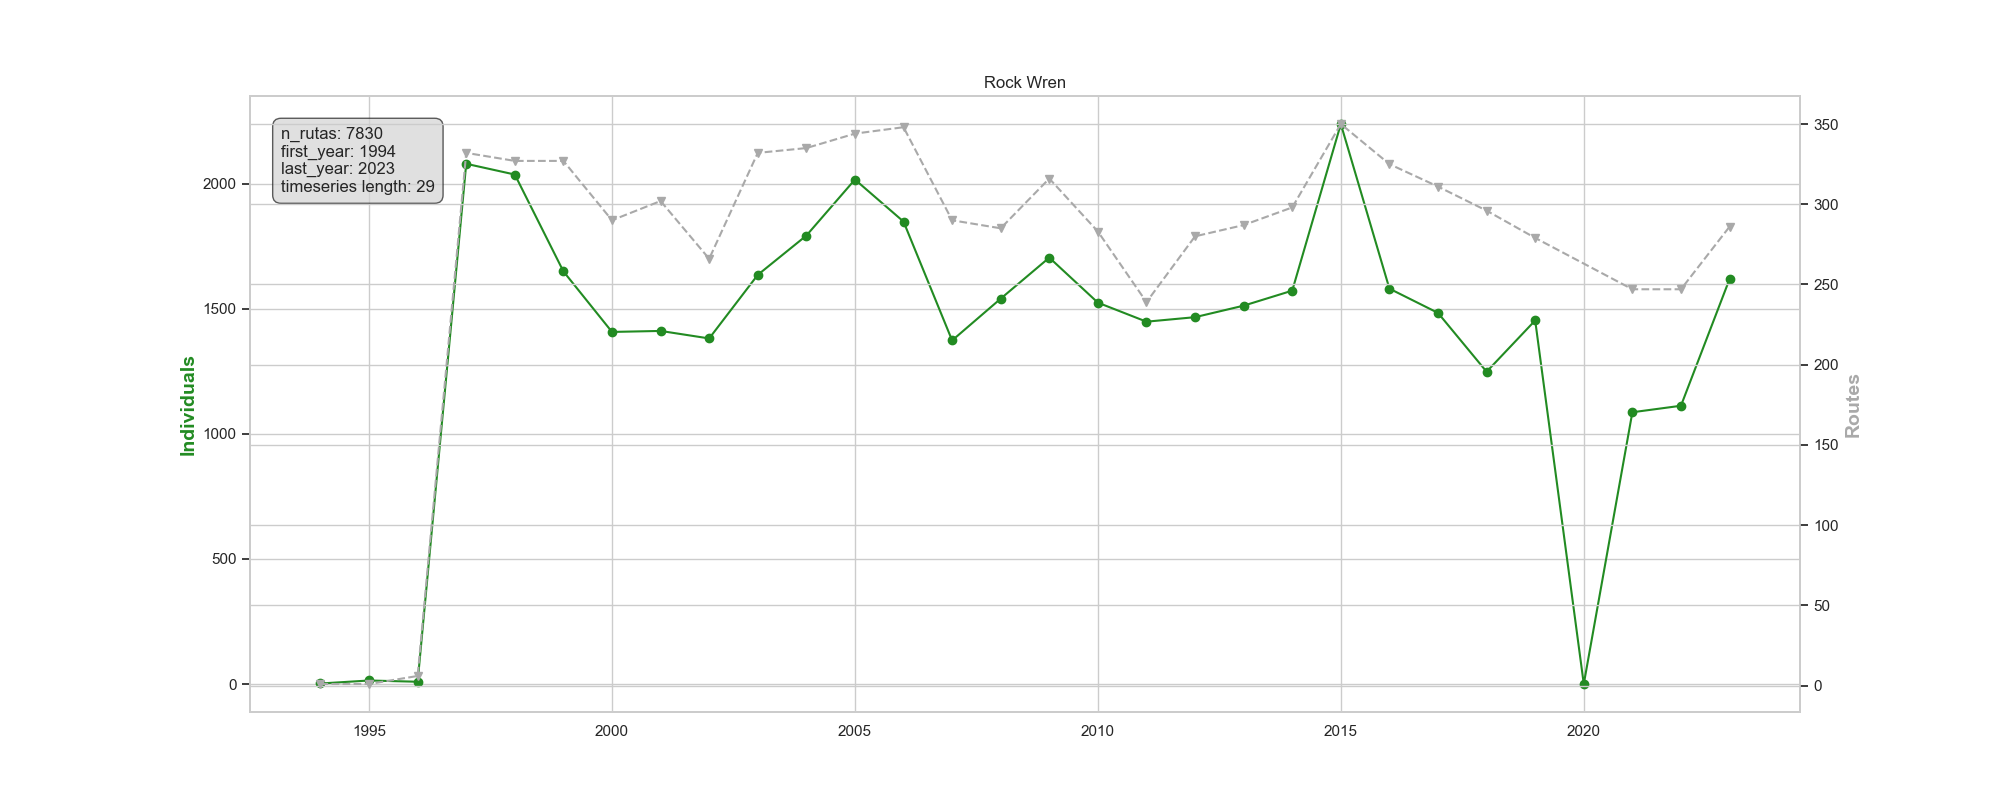 Rock Wren
n_rutas: 7830
first_year: 1994
last_year: 2023
timeseries length: 29
Individuals
2000
1500
1000
500
0
350
300
250
200
150
100
50
0
Routes
1995
2000
2005
2010
2015
2020